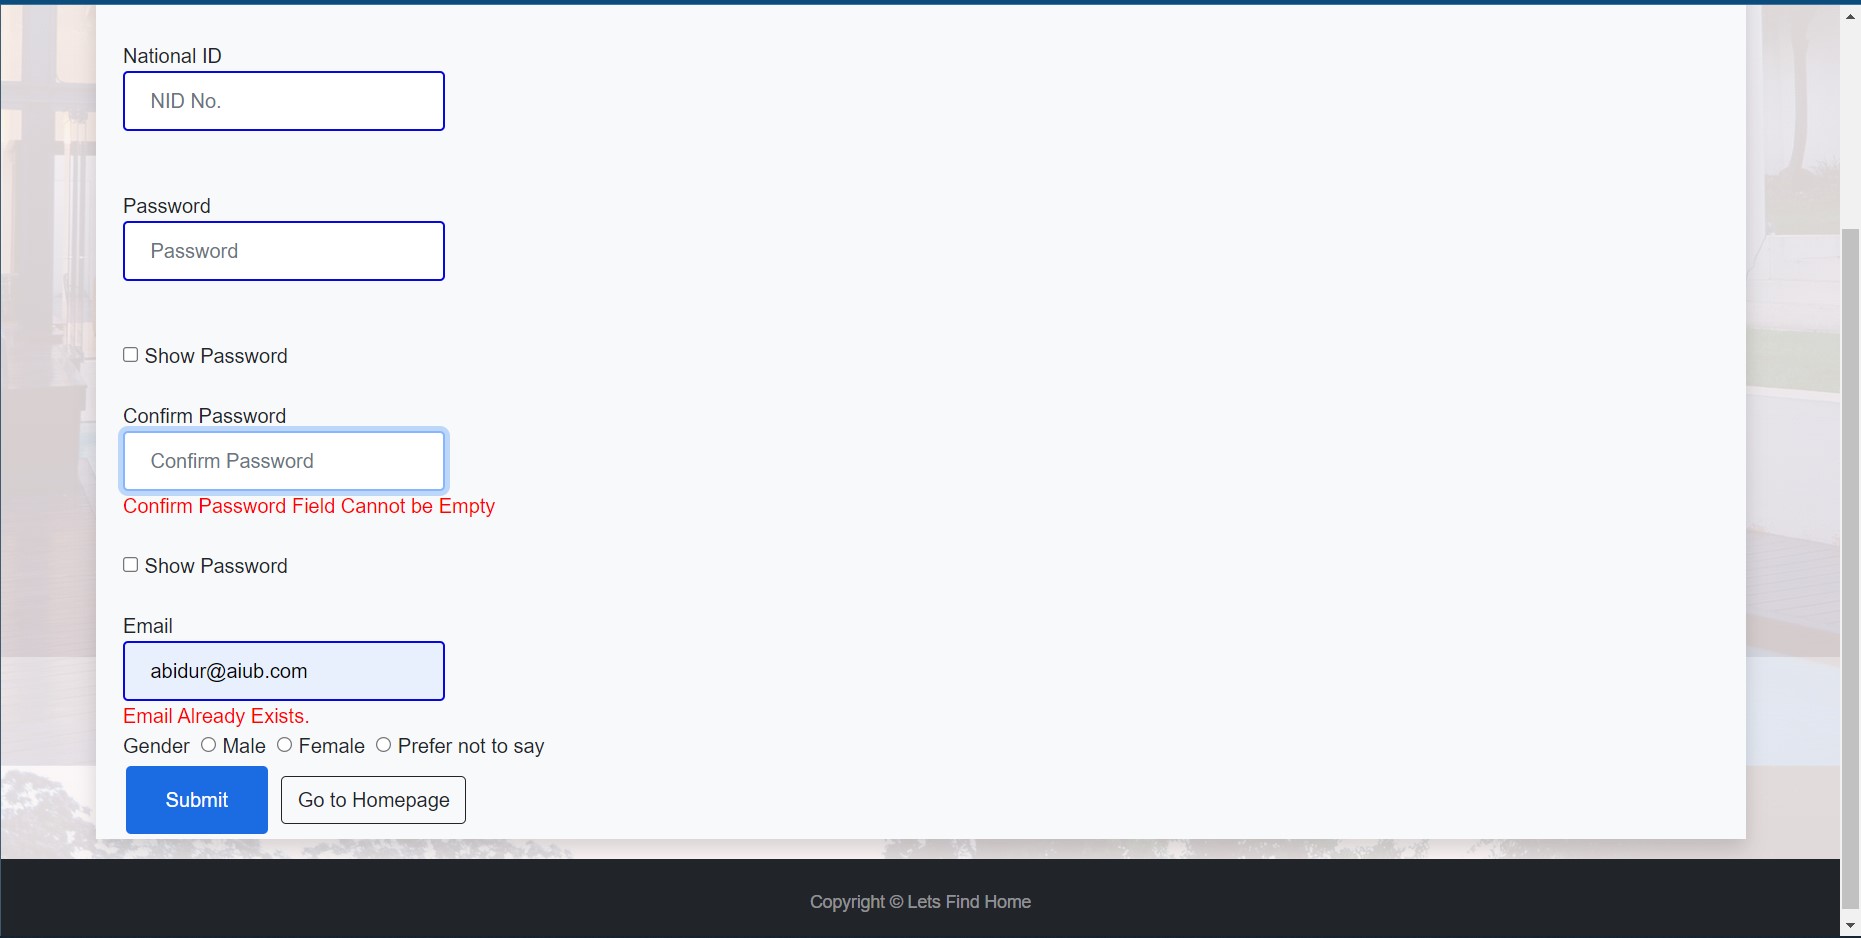 National ID
NID No.
Password
Password
Show Password
Confirm Password
Confirm Password
Confirm Password Field Cannot be Empty
Show Password
Email
abidur@aiub.com
Email Already Exists.
Gender Male Female Prefer not to say
Submit Go to Homepage
Copyright © Lets Find Home